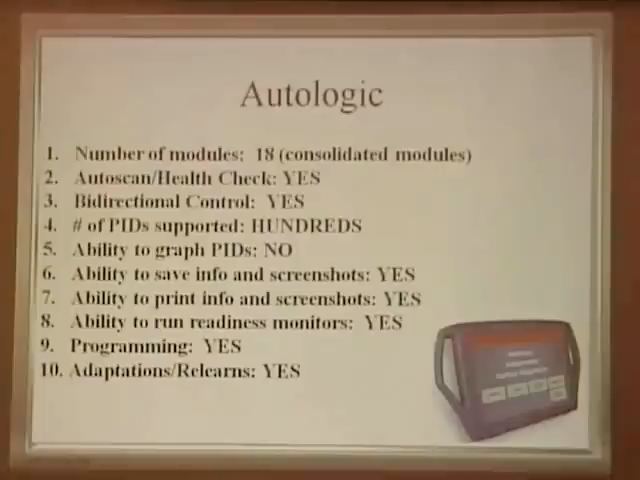 Autologic
1. Number of modules: 18 (consolidated modules)
2. Autoscan/Health Check: YES
3. Bidirectional Control: YES
4. # of PIDs supported: HUNDREDS
5. Ability to graph PIDs: NO
6. Ability to save info and screenshots: YES
7. Ability to print info and screenshots: YES
8. Ability to run readiness monitors: YES
9. Programming: YES
10. Adaptations/Relearns: YES